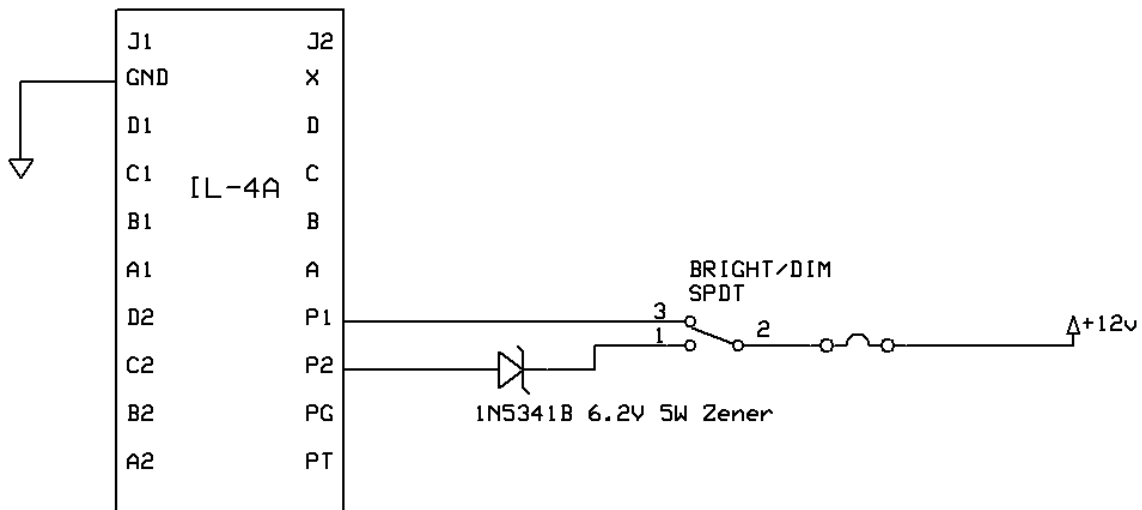 J1 J2
GND X
D1 D
C1 C
IL-4A
B1 B
A1 A
BRIGHT/DIM
SPDT
D2 P1 3
1 2 +12v
C2 P2
1N5341B 6.2V 5W Zener
B2 PG
A2 PT